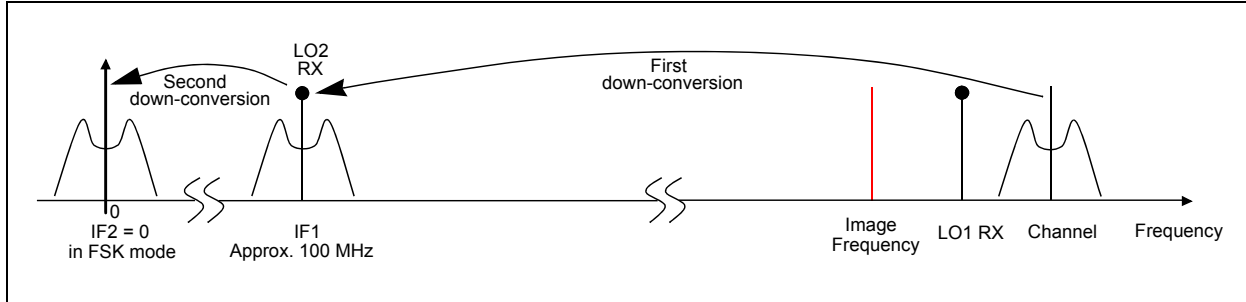 LO2
RX
Second
down-conversion
First
down-conversion
0
IF2 = 0
in FSK mode
IF1
Approx. 100 MHz
Image
Frequency
LO1 RX
Channel
Frequency